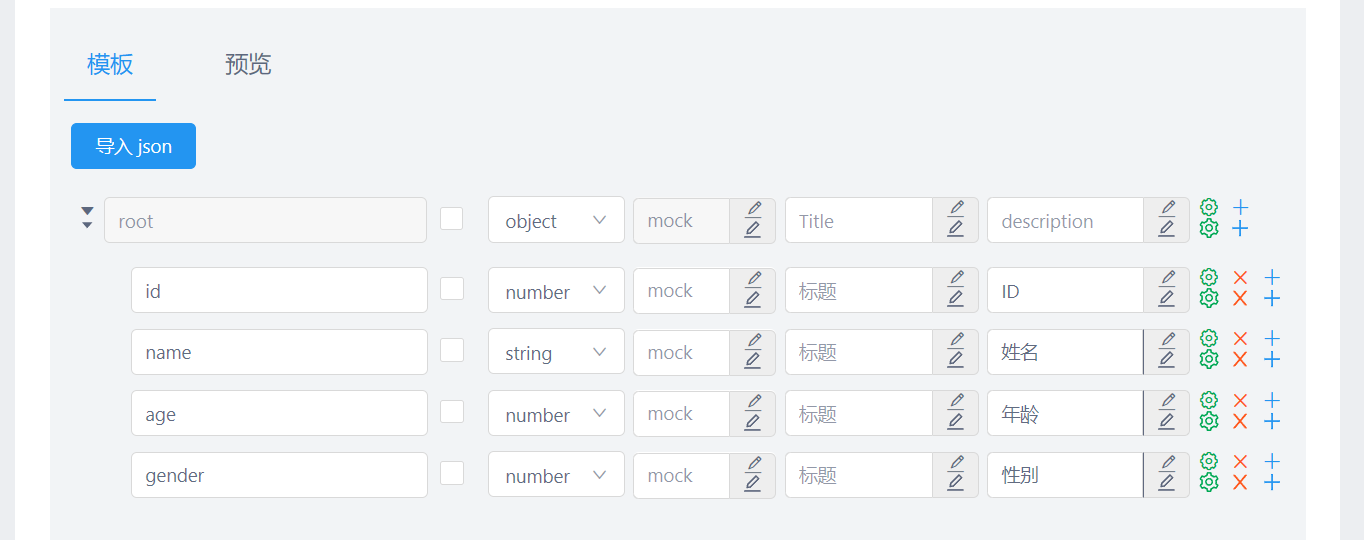 模板 预览
导入 json
root object mock Title description
id number mock 标题 ID
name string mock 标题 姓名
age number mock 标题 年龄
gender number mock 标题 性别